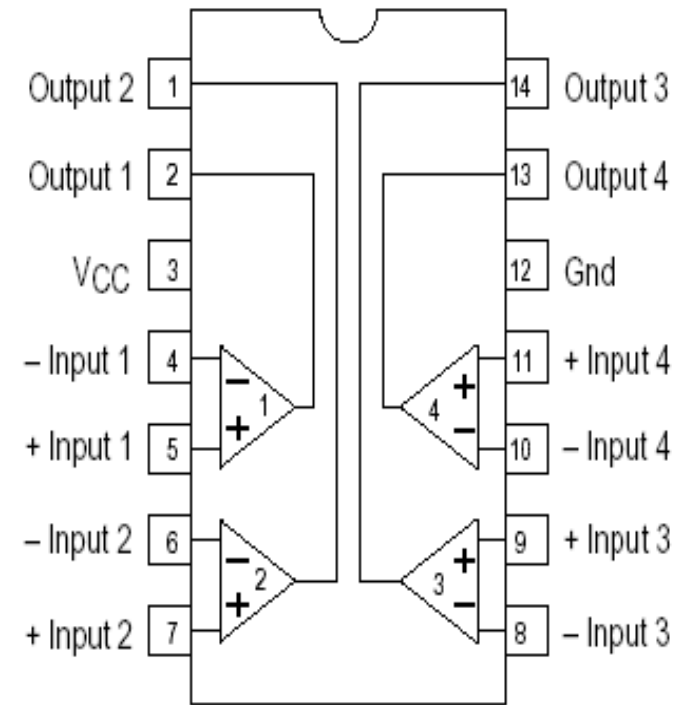 Output 2 1 14 Output 3
Output 1 2 13 Output 4
VCC 3 12 Gnd
– Input 1 4 – 1 + 4 11 + Input 4
+ Input 1 5 + – 10 – Input 4
– Input 2 6 – 2 + 3 9 + Input 3
+ Input 2 7 + – 8 – Input 3